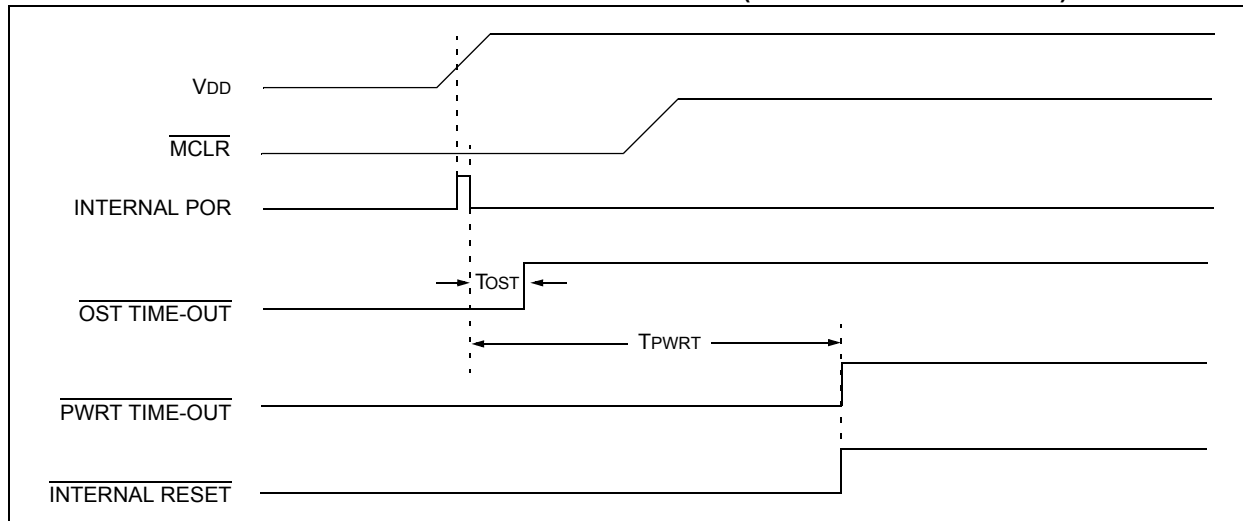 VDD
MCLR
INTERNAL POR
TOST
OST TIME-OUT
TPWRT
PWRT TIME-OUT
INTERNAL RESET